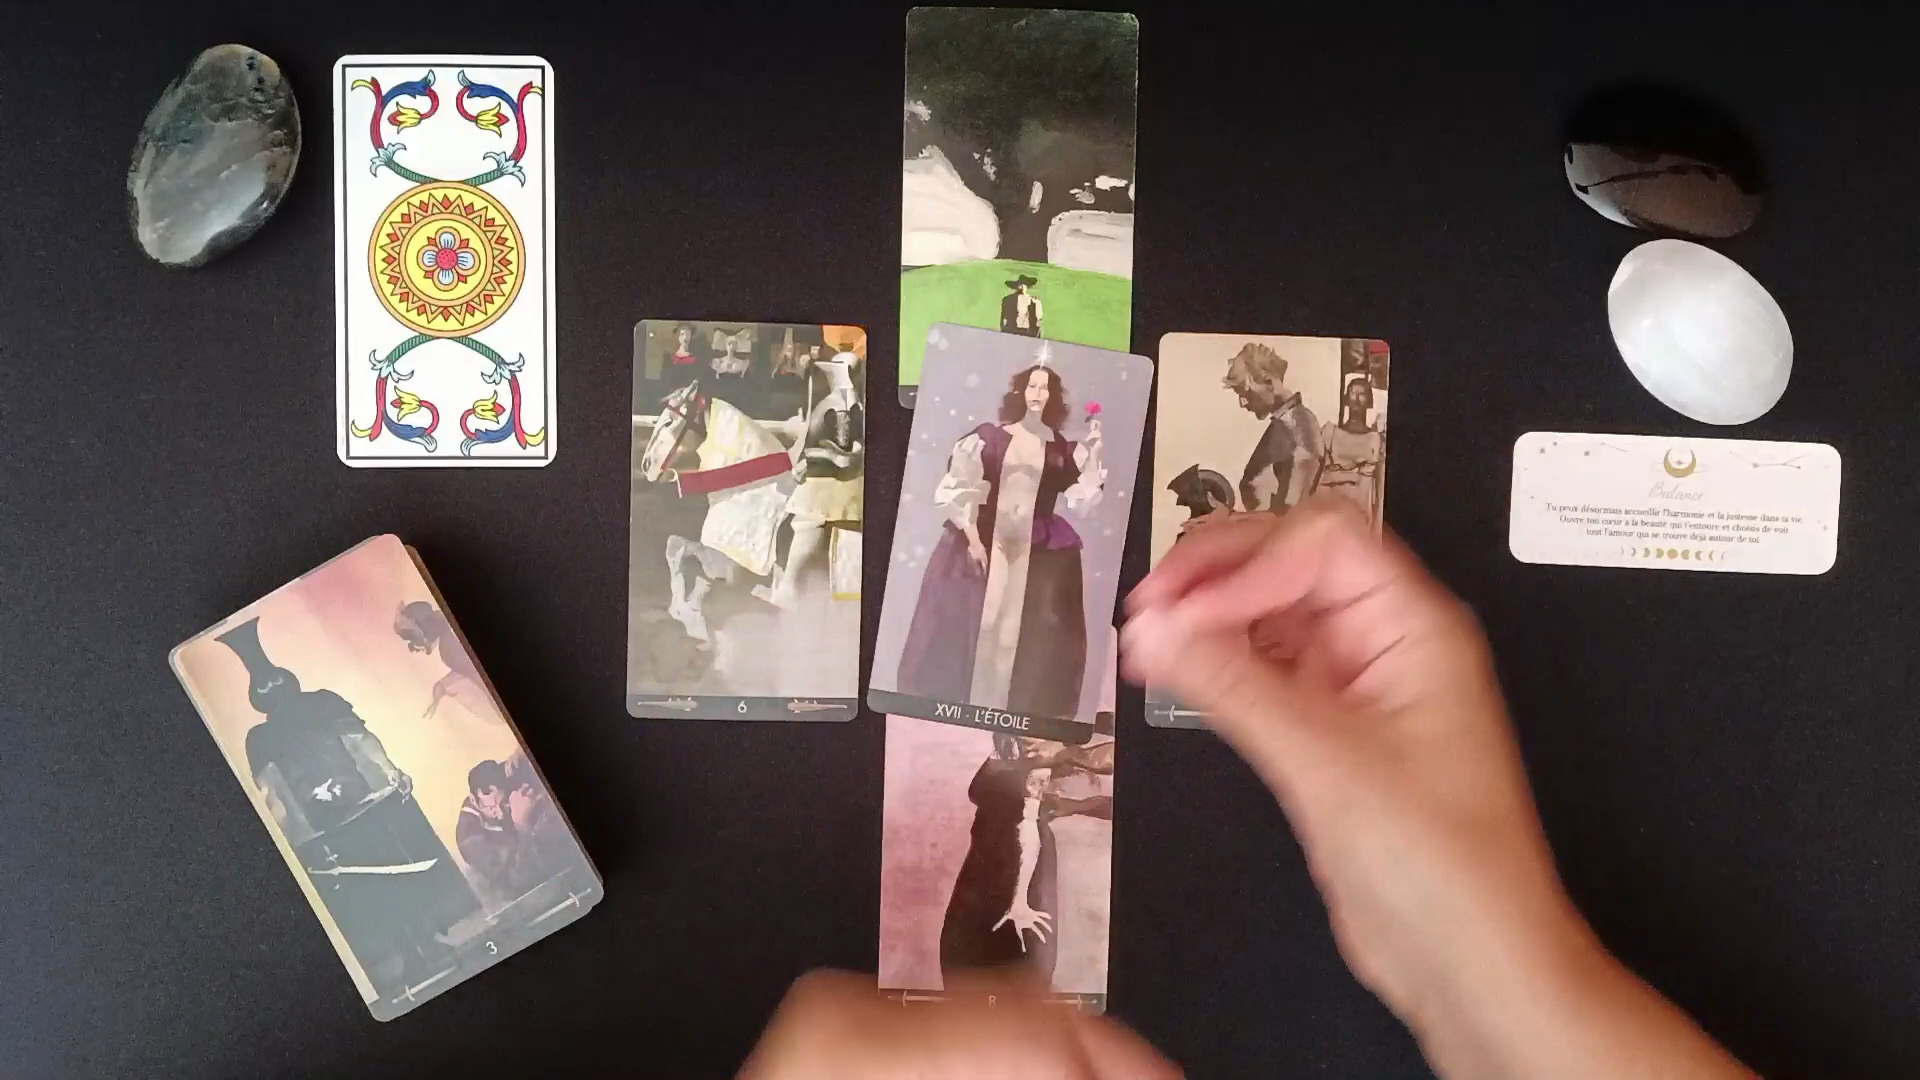 6
XVII - L'ÉTOILE
3
8
Balance
Tu peux désormais accueillir l'harmonie et la justesse dans ta vie.
Ouvre ton cœur à la beauté qui t'entoure et choisis de voir
tout l'amour qui se trouve déjà autour de toi.